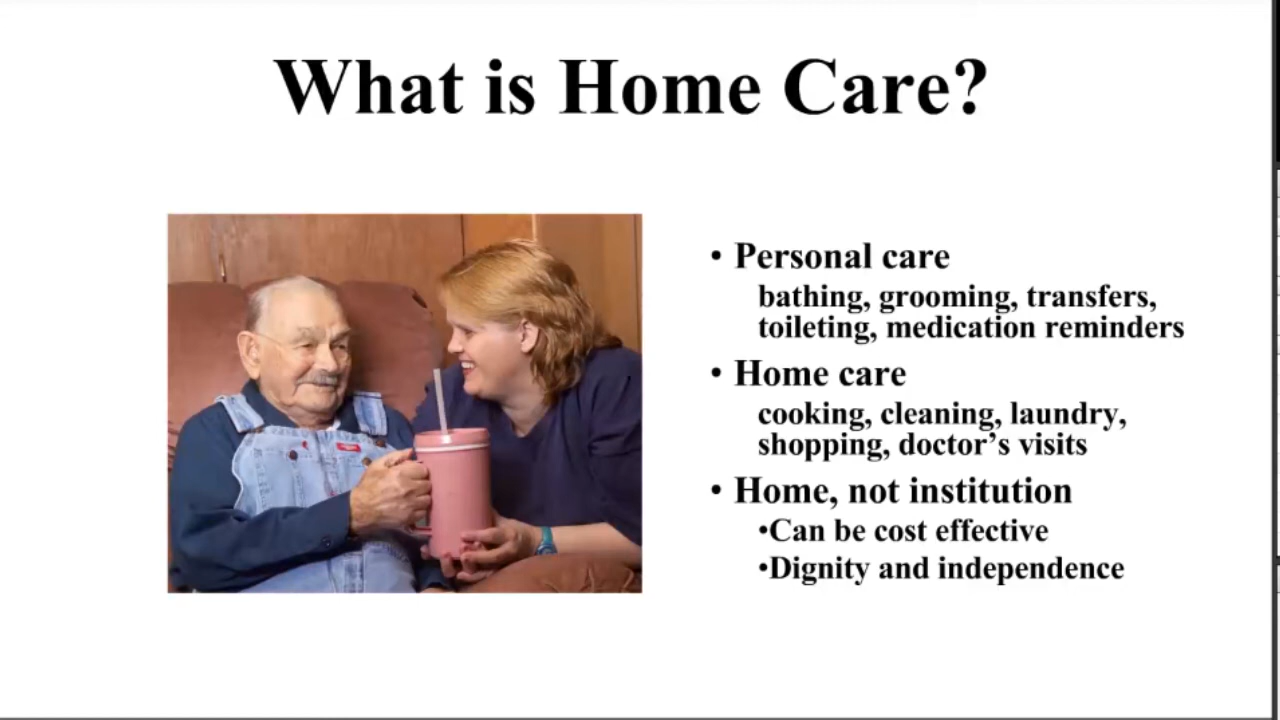 What is Home Care?
• Personal care
bathing, grooming, transfers,
toileting, medication reminders
• Home care
cooking, cleaning, laundry,
shopping, doctor’s visits
• Home, not institution
•Can be cost effective
•Dignity and independence